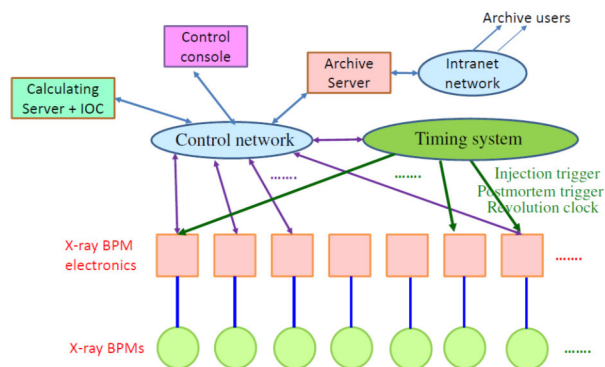 Archive users
Control
console
Archive
Server
Intranet
network
Calculating
Server + IOC
Control network
Timing system
.......
.......
Injection trigger
Postmortem trigger
Revolution clock
X-ray BPM
electronics
.......
X-ray BPMs
.......